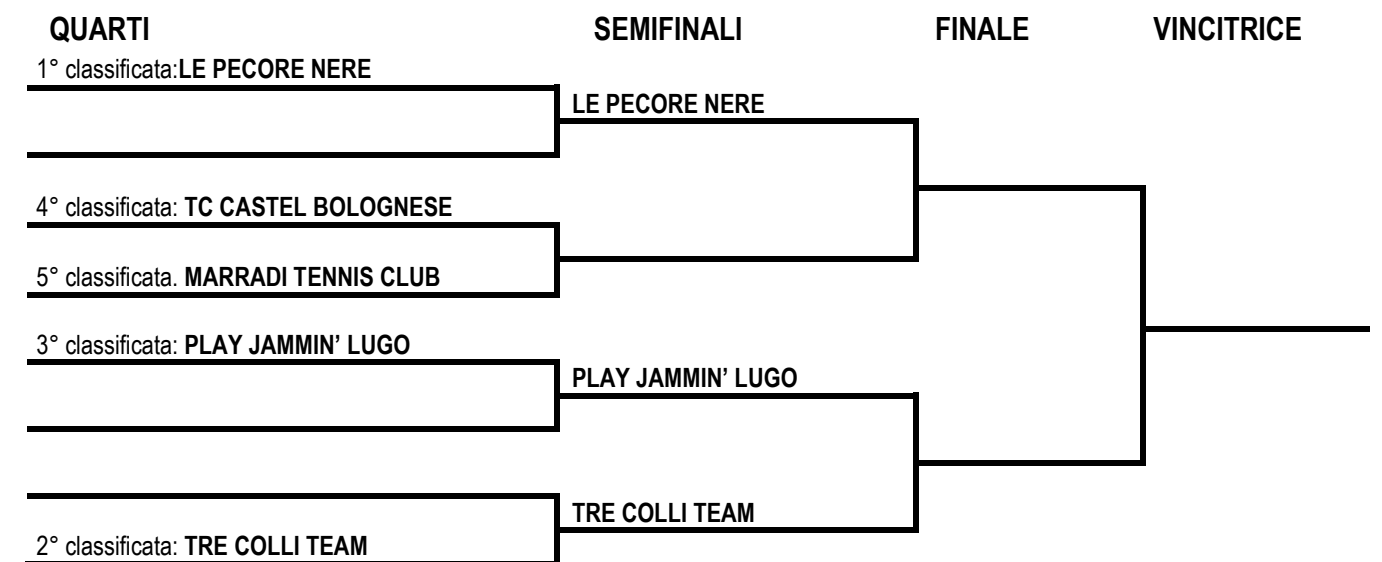 QUARTI SEMIFINALI FINALE VINCITRICE
1° classificata:LE PECORE NERE
LE PECORE NERE
4° classificata: TC CASTEL BOLOGNESE
5° classificata. MARRADI TENNIS CLUB
3° classificata: PLAY JAMMIN’ LUGO
PLAY JAMMIN’ LUGO
TRE COLLI TEAM
2° classificata: TRE COLLI TEAM